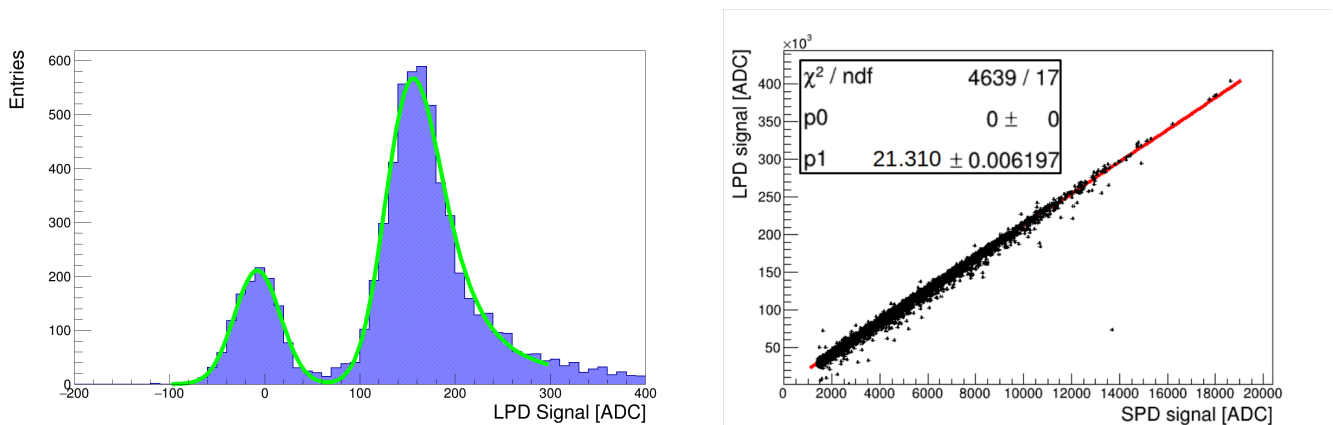 Entries
600
500
400
300
200
100
0
−200 −100 0 100 200 300 400
LPD Signal [ADC]
×10³
LPD signal [ADC]
χ² / ndf 4639 / 17
p0 0 ± 0
p1 21.310 ± 0.006197
400
350
300
250
200
150
100
50
0 2000 4000 6000 8000 10000 12000 14000 16000 18000 20000
SPD signal [ADC]